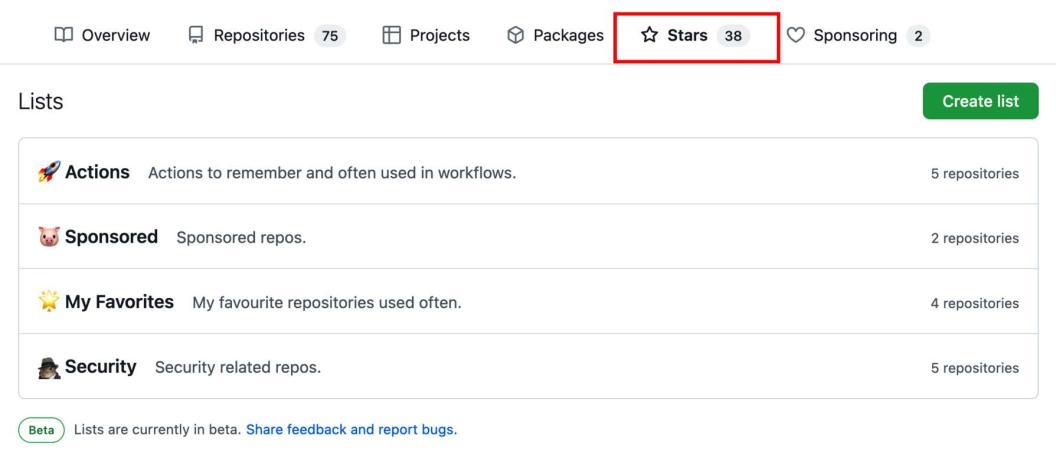 Overview Repositories 75 Projects Packages Stars 38 Sponsoring 2
Lists Create list
Actions Actions to remember and often used in workflows. 5 repositories
Sponsored Sponsored repos. 2 repositories
My Favorites My favourite repositories used often. 4 repositories
Security Security related repos. 5 repositories
Beta Lists are currently in beta. Share feedback and report bugs.